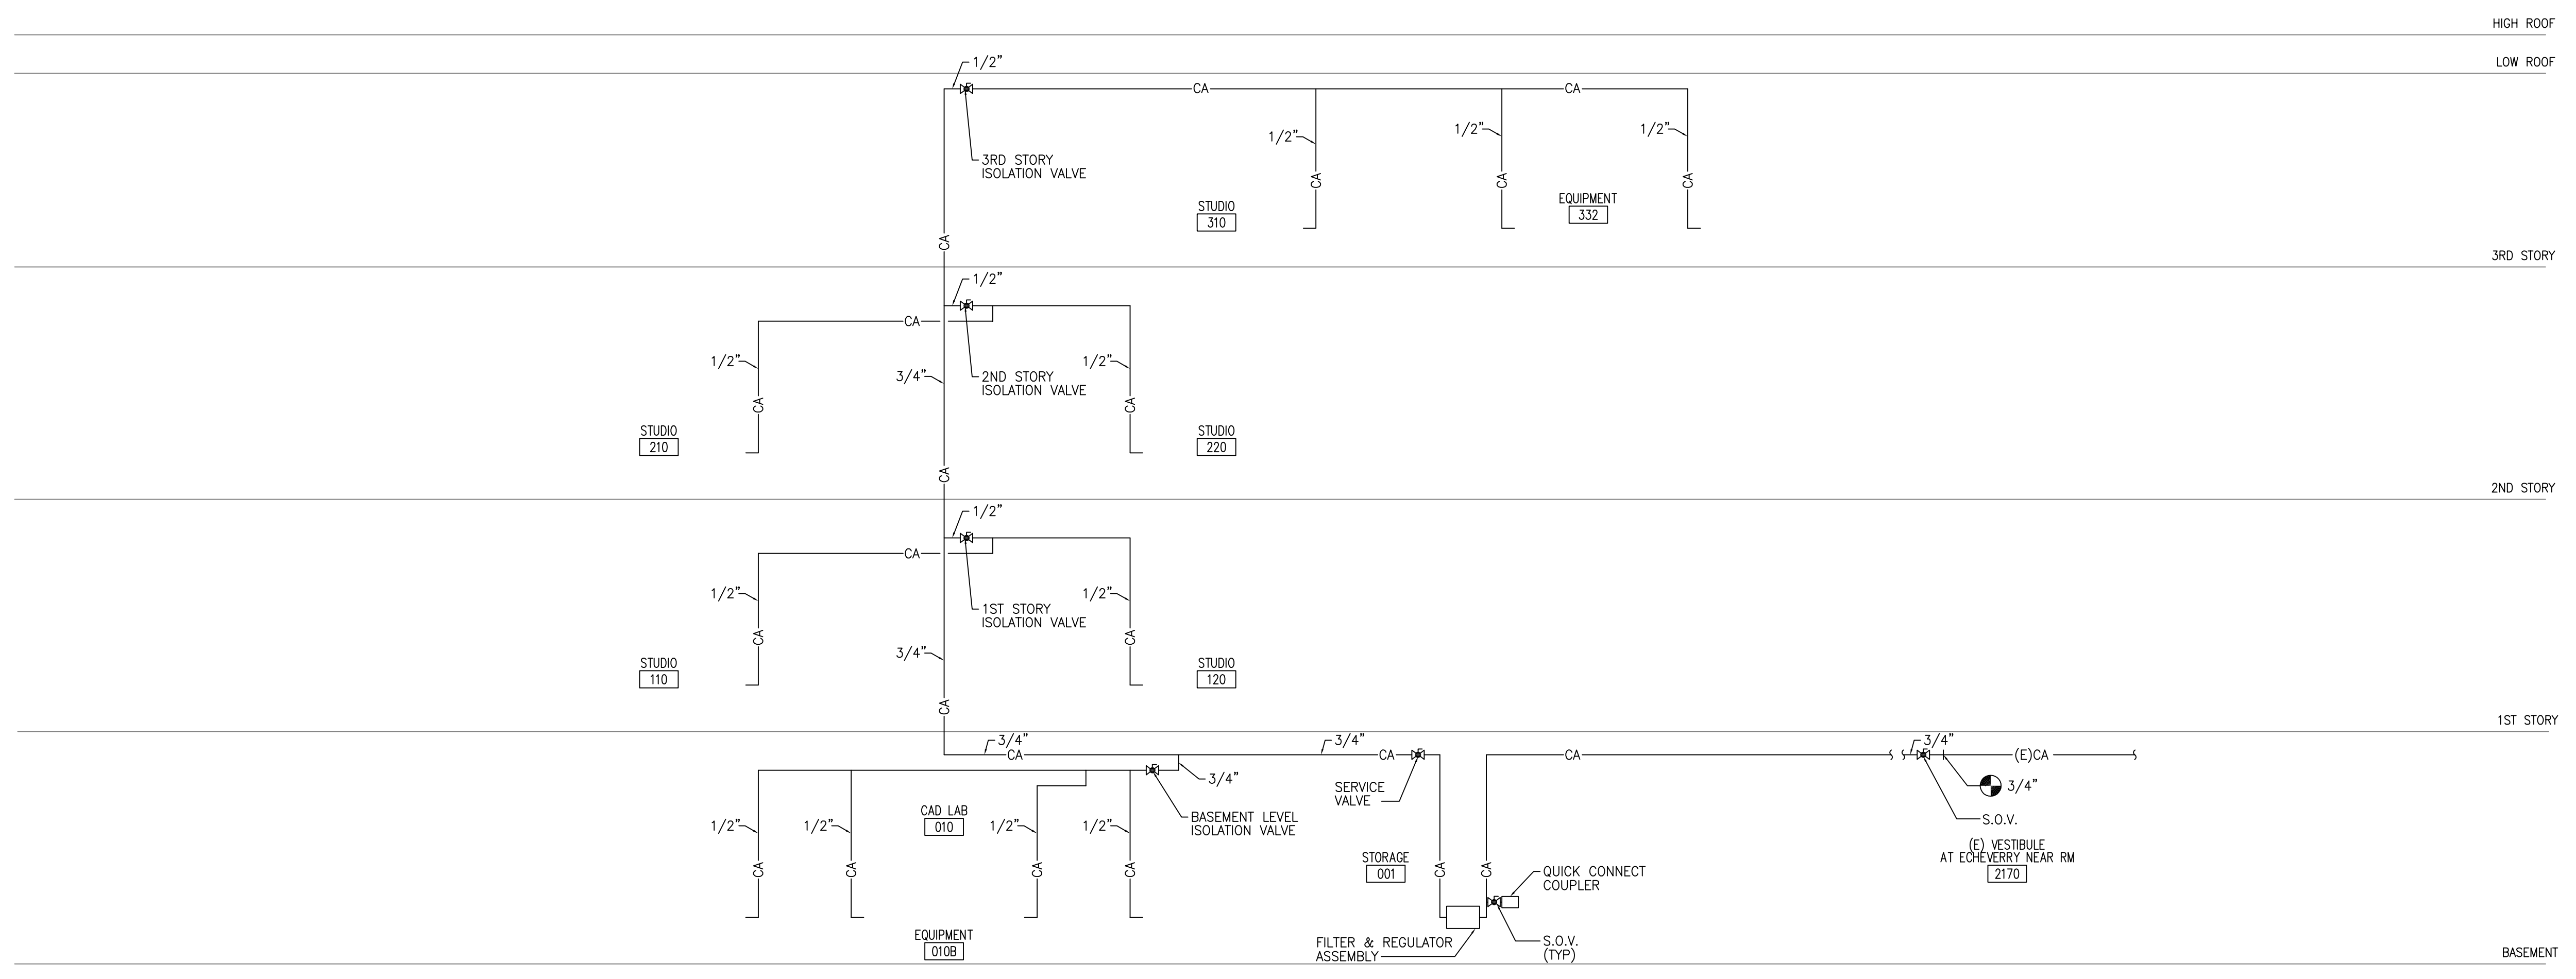 HIGH ROOF
LOW ROOF
1/2"
CA
CA
1/2"
1/2"
1/2"
3RD STORY
ISOLATION VALVE
CA
CA
CA
EQUIPMENT
332
STUDIO
310
CA
3RD STORY
1/2"
CA
1/2"
3/4"
2ND STORY
ISOLATION VALVE
1/2"
CA
CA
STUDIO
210
STUDIO
220
CA
2ND STORY
1/2"
CA
1/2"
1ST STORY
ISOLATION VALVE
1/2"
CA
CA
3/4"
STUDIO
110
STUDIO
120
CA
1ST STORY
3/4"
CA
3/4"
CA
CA
3/4"
(E)CA
3/4"
3/4"
SERVICE
VALVE
CAD LAB
010
BASEMENT LEVEL
ISOLATION VALVE
S.O.V.
1/2"
1/2"
1/2"
1/2"
(E) VESTIBULE
AT ECHEVERRY NEAR RM
2170
STORAGE
001
CA
CA
CA
CA
CA
CA
QUICK CONNECT
COUPLER
EQUIPMENT
010B
FILTER & REGULATOR
ASSEMBLY
S.O.V.
(TYP)
BASEMENT